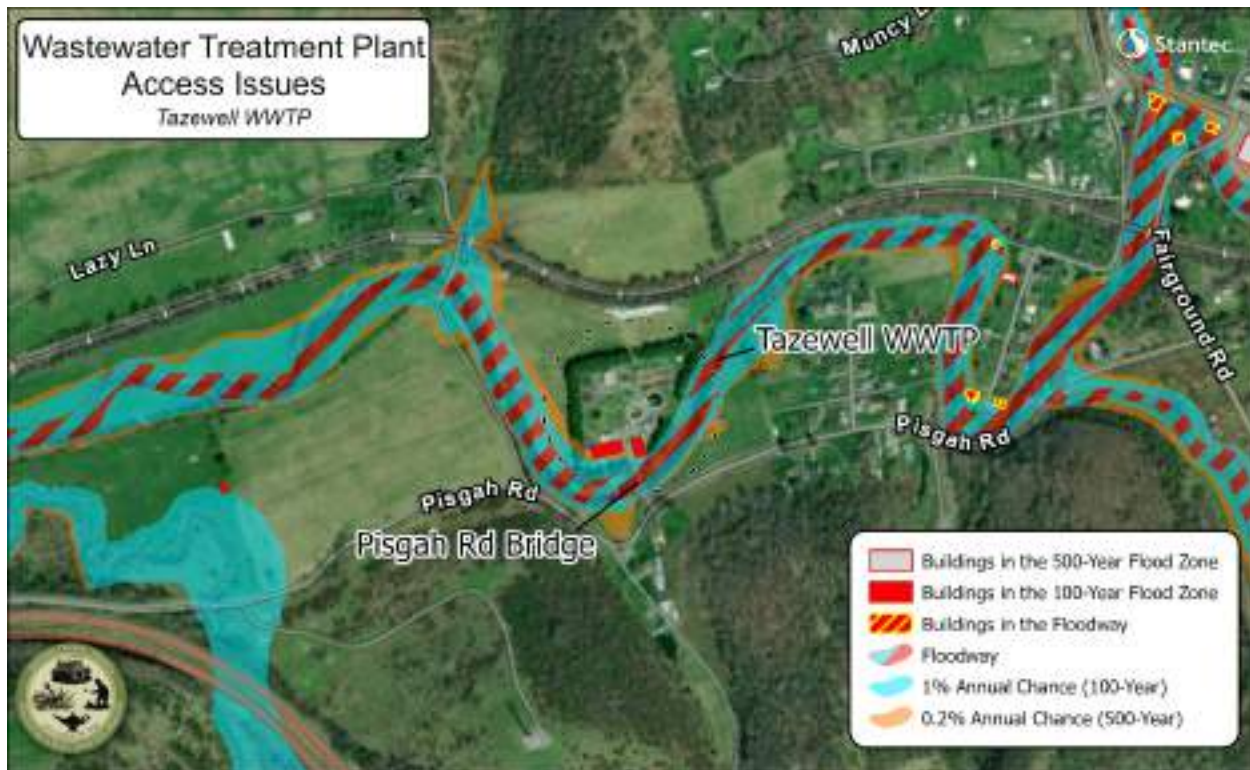 Wastewater Treatment Plant
Access Issues
Tazewell WWTP
Muncy L
Stantec
Lazy Ln
Fairground Rd
Tazewell WWTP
Pisgah Rd
Pisgah Rd
Pisgah Rd Bridge
Buildings in the 500-Year Flood Zone
Buildings in the 100-Year Flood Zone
Buildings in the Floodway
Floodway
1% Annual Chance (100-Year)
0.2% Annual Chance (500-Year)